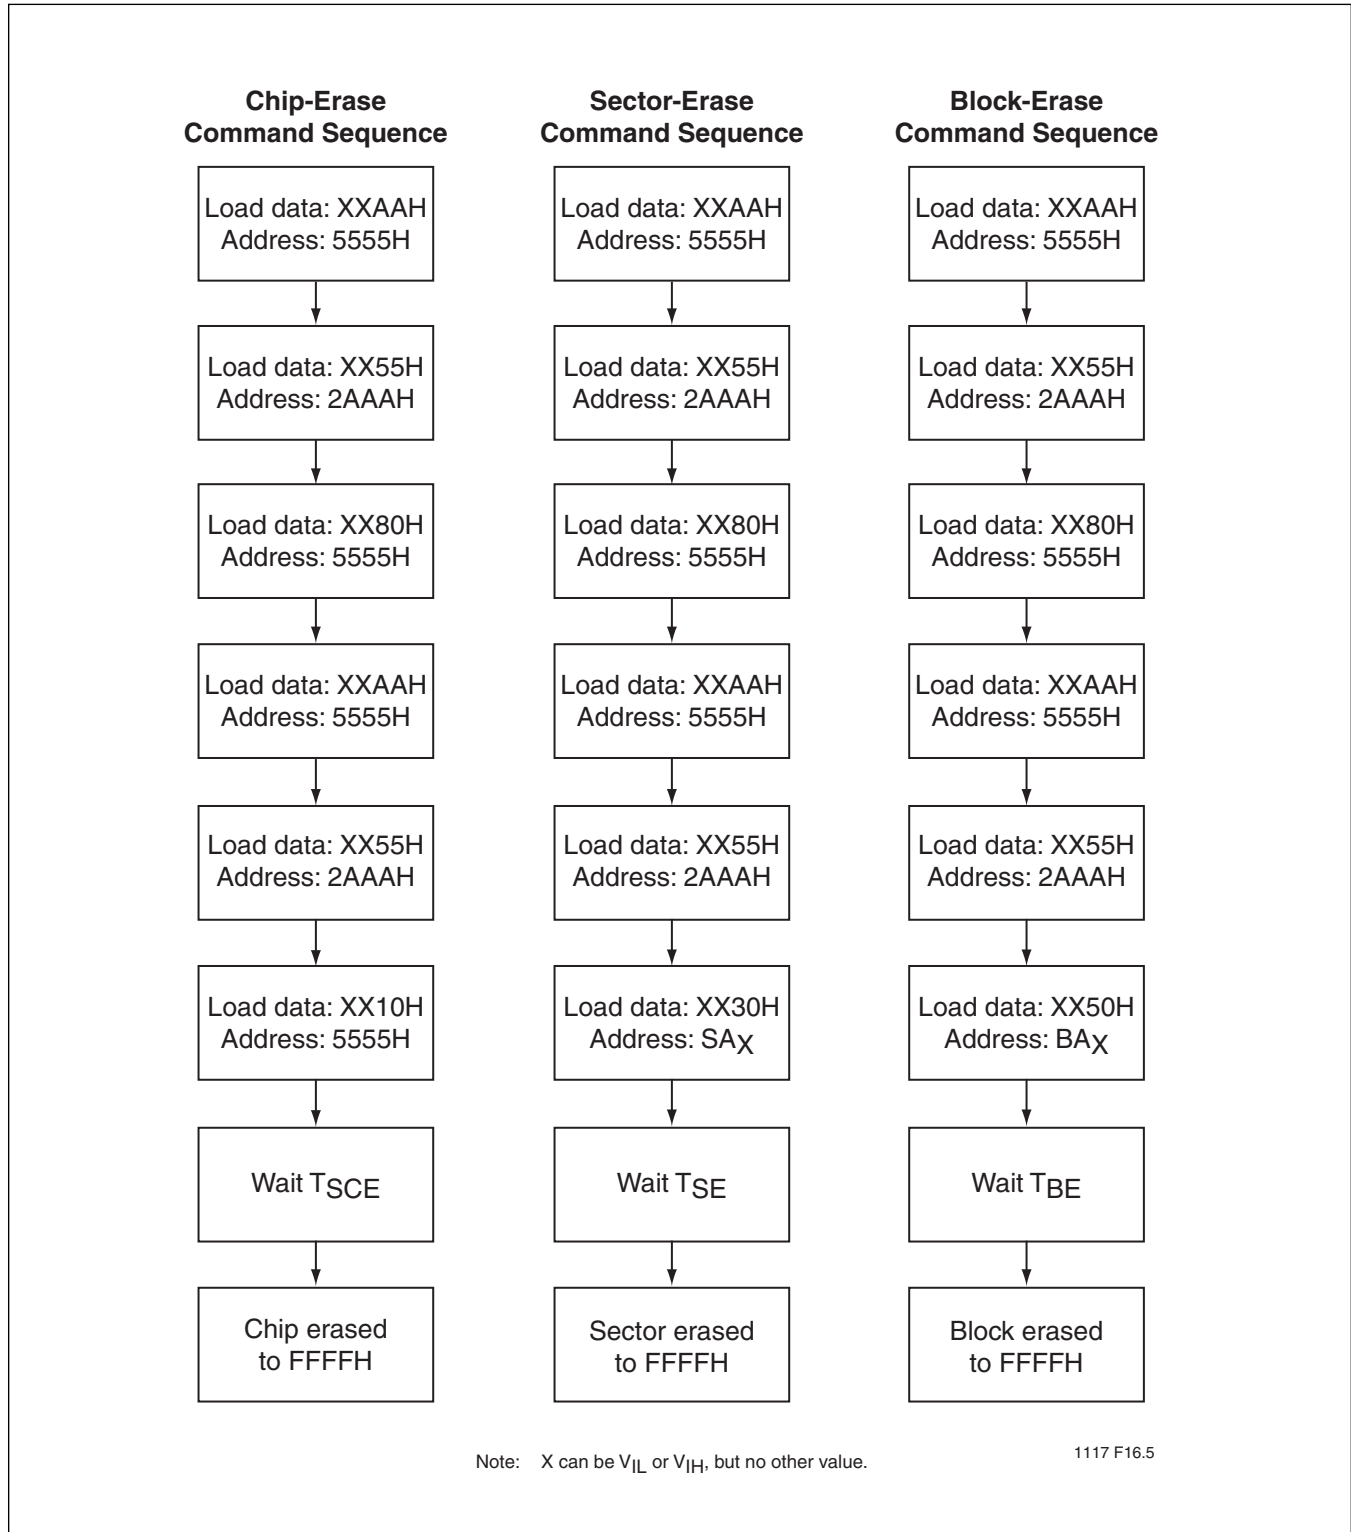 Chip-Erase
Command Sequence
Load data: XXAAH
Address: 5555H
Load data: XX55H
Address: 2AAAH
Load data: XX80H
Address: 5555H
Load data: XXAAH
Address: 5555H
Load data: XX55H
Address: 2AAAH
Load data: XX10H
Address: 5555H
Wait TSCE
Chip erased
to FFFFH
Sector-Erase
Command Sequence
Load data: XXAAH
Address: 5555H
Load data: XX55H
Address: 2AAAH
Load data: XX80H
Address: 5555H
Load data: XXAAH
Address: 5555H
Load data: XX55H
Address: 2AAAH
Load data: XX30H
Address: SAX
Wait TSE
Sector erased
to FFFFH
Block-Erase
Command Sequence
Load data: XXAAH
Address: 5555H
Load data: XX55H
Address: 2AAAH
Load data: XX80H
Address: 5555H
Load data: XXAAH
Address: 5555H
Load data: XX55H
Address: 2AAAH
Load data: XX50H
Address: BAX
Wait TBE
Block erased
to FFFFH
Note: X can be VIL or VIH, but no other value.
1117 F16.5